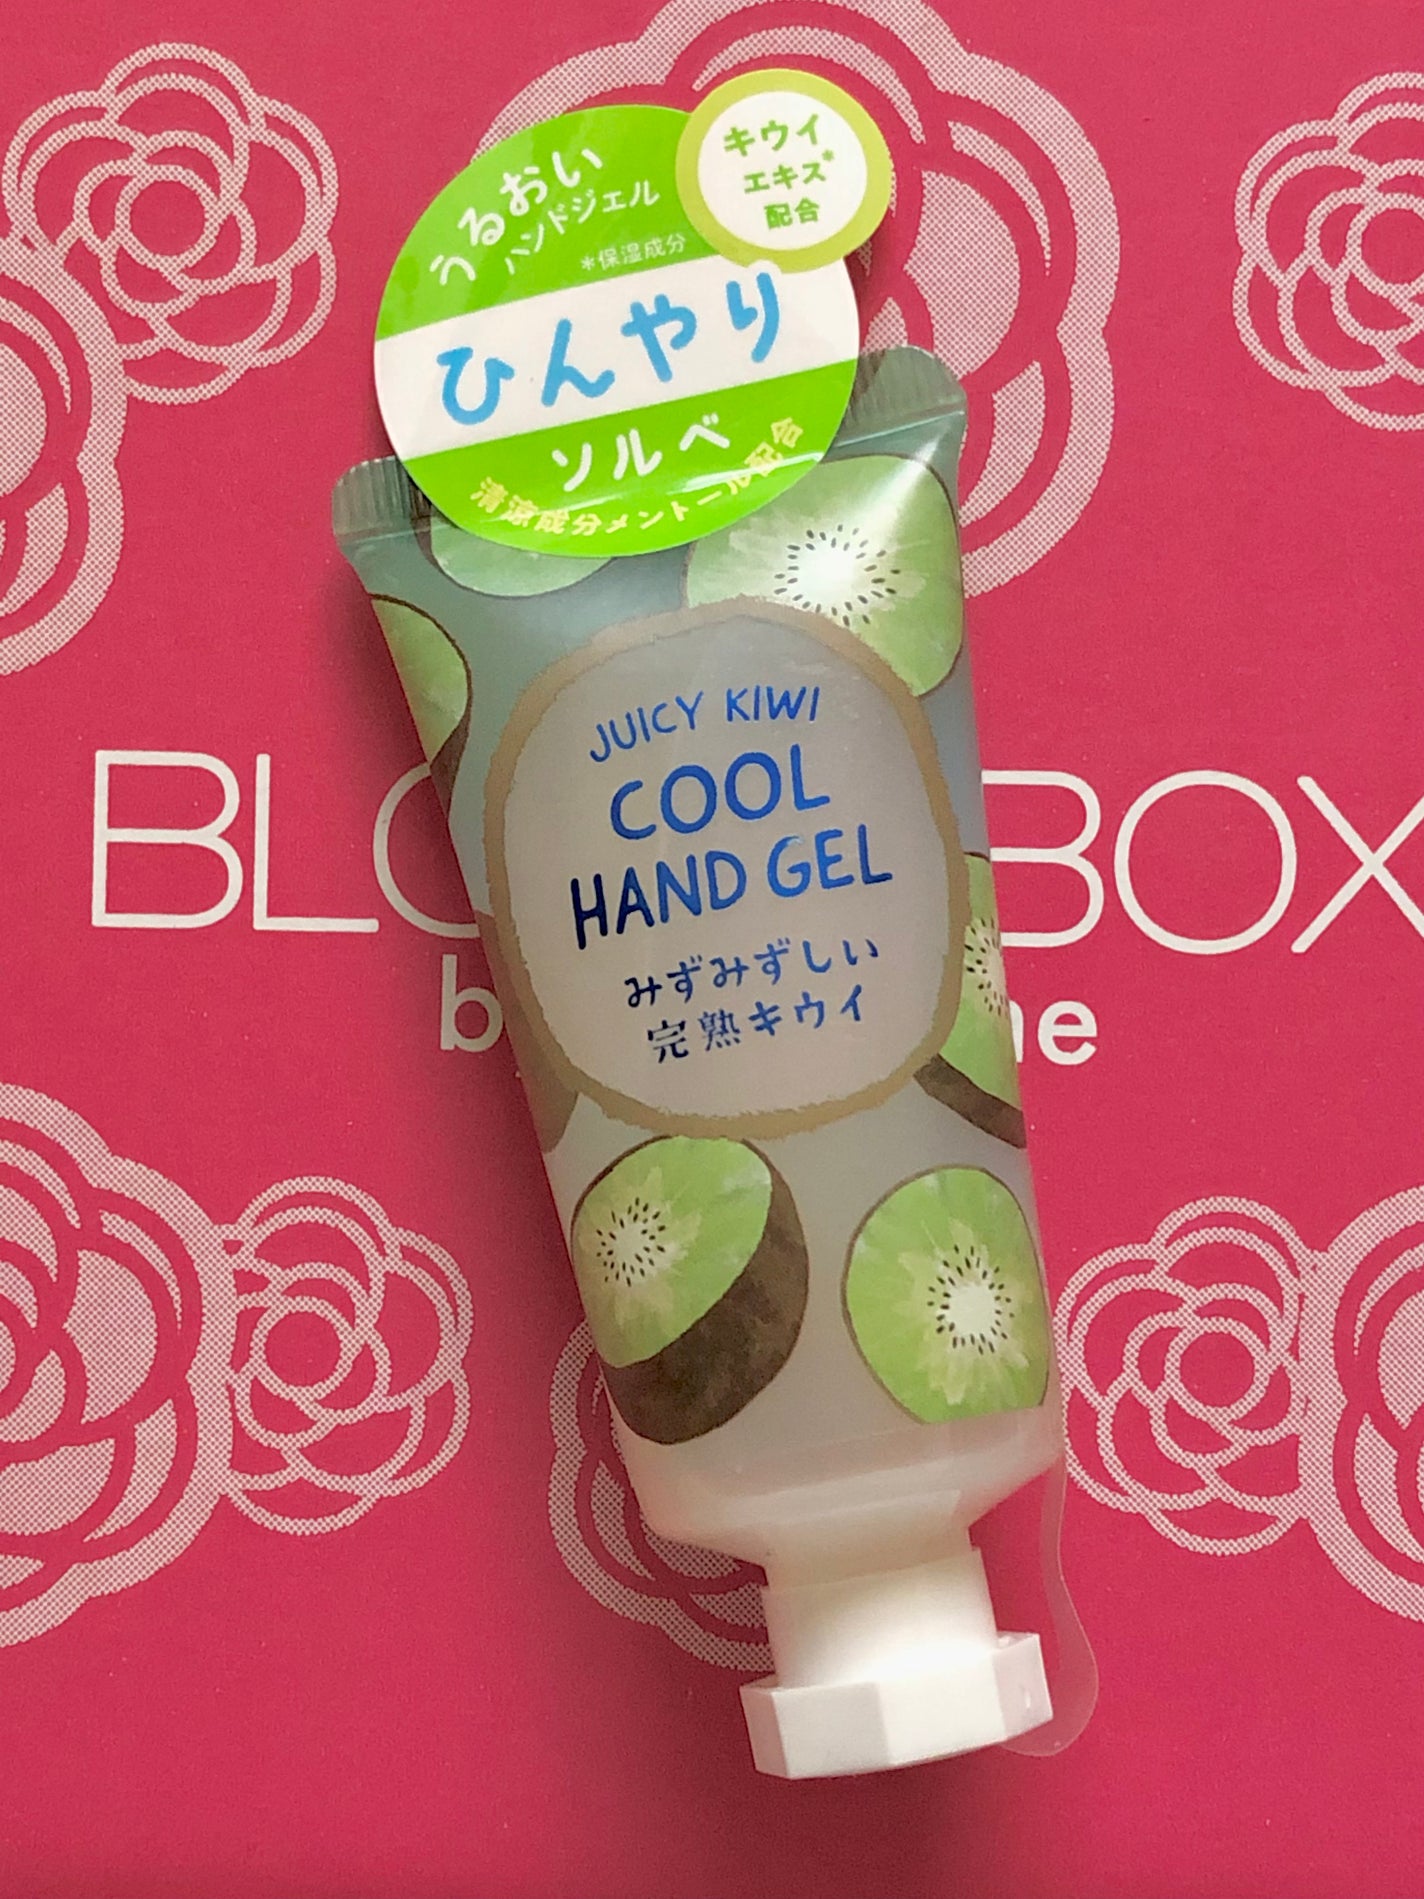 キウイ
エキス*
配合
うるおい
ハンドジェル
*保湿成分
ひんやり
ソルベ
清涼成分メントール配合
JUICY KIWI
COOL
HAND GEL
みずみずしい
完熟キウイ
BOX